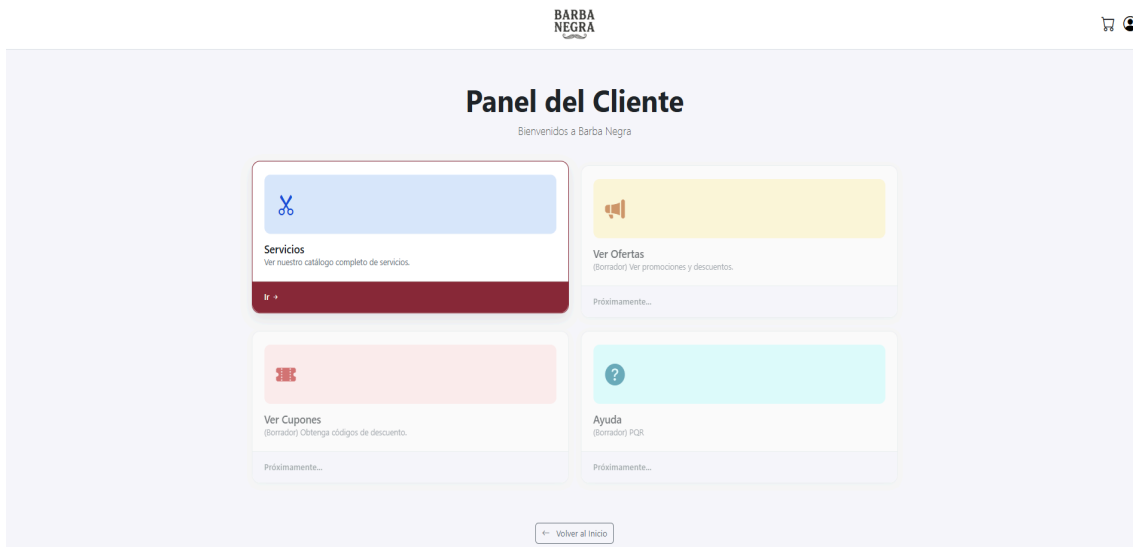 BARBA
NEGRA
Panel del Cliente
Bienvenidos a Barba Negra
Servicios
Ver nuestro catálogo completo de servicios.
Ir →
Ver Ofertas
(Borrador) Ver promociones y descuentos.
Próximamente...
Ver Cupones
(Borrador) Obtenga códigos de descuento.
Próximamente...
Ayuda
(Borrador) PQR
Próximamente...
← Volver al Inicio